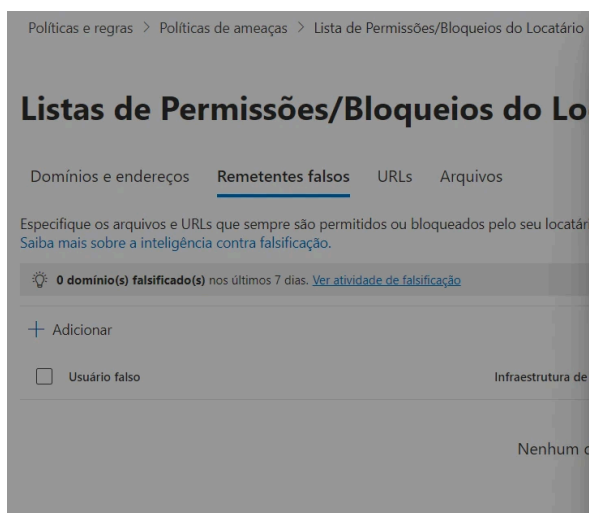 Políticas e regras > Políticas de ameaças > Lista de Permissões/Bloqueios do Locatário
Listas de Permissões/Bloqueios do Lo
Domínios e endereços Remetentes falsos URLs Arquivos
Especifique os arquivos e URLs que sempre são permitidos ou bloqueados pelo seu locatár
Saiba mais sobre a inteligência contra falsificação.
0 domínio(s) falsificado(s) nos últimos 7 dias. Ver atividade de falsificação
+ Adicionar
Usuário falso Infraestrutura de
Nenhum